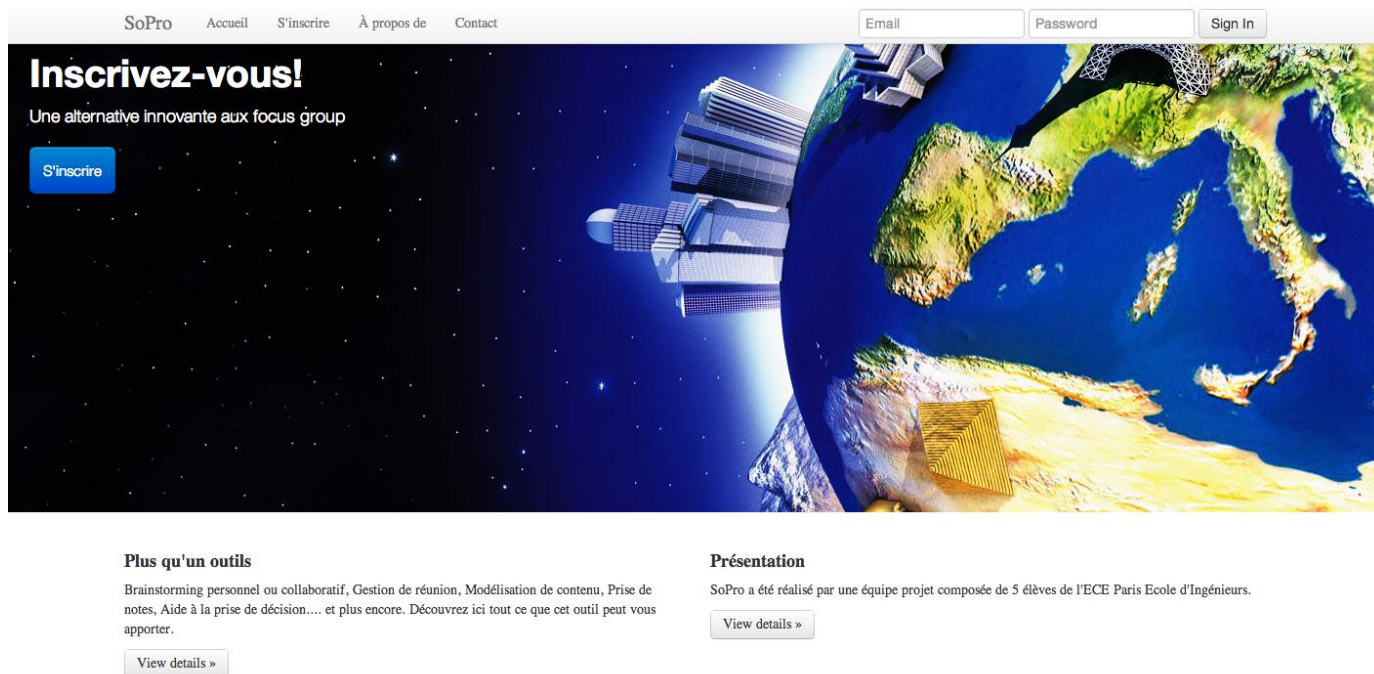 SoPro Accueil S'inscrire À propos de Contact Email Password Sign In
Inscrivez-vous!
Une alternative innovante aux focus group
S'inscrire
Plus qu'un outils
Brainstorming personnel ou collaboratif, Gestion de réunion, Modélisation de contenu, Prise de
notes, Aide à la prise de décision.... et plus encore. Découvrez ici tout ce que cet outil peut vous
apporter.
View details »
Présentation
SoPro a été réalisé par une équipe projet composée de 5 élèves de l'ECE Paris Ecole d'Ingénieurs.
View details »